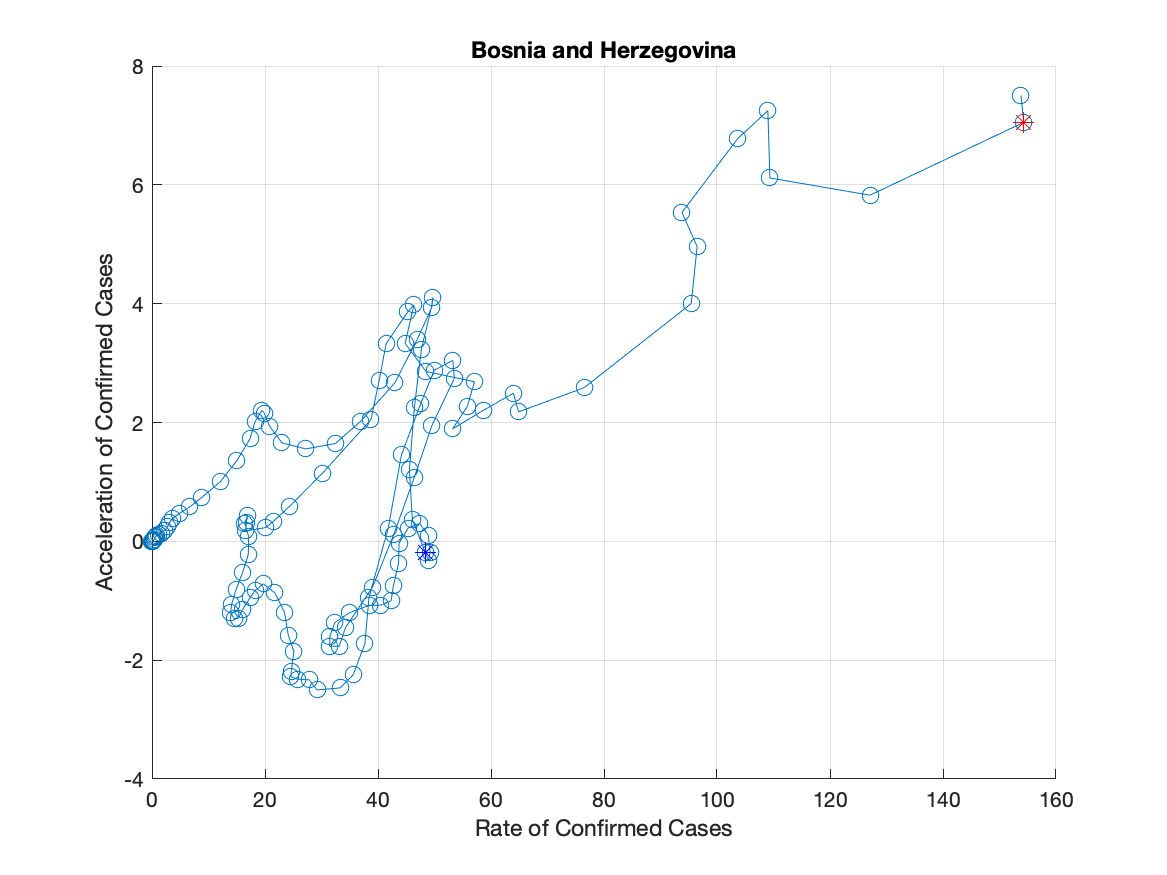 Bosnia and Herzegovina
Acceleration of Confirmed Cases
8
6
4
2
0
-2
-4
0 20 40 60 80 100 120 140 160
Rate of Confirmed Cases